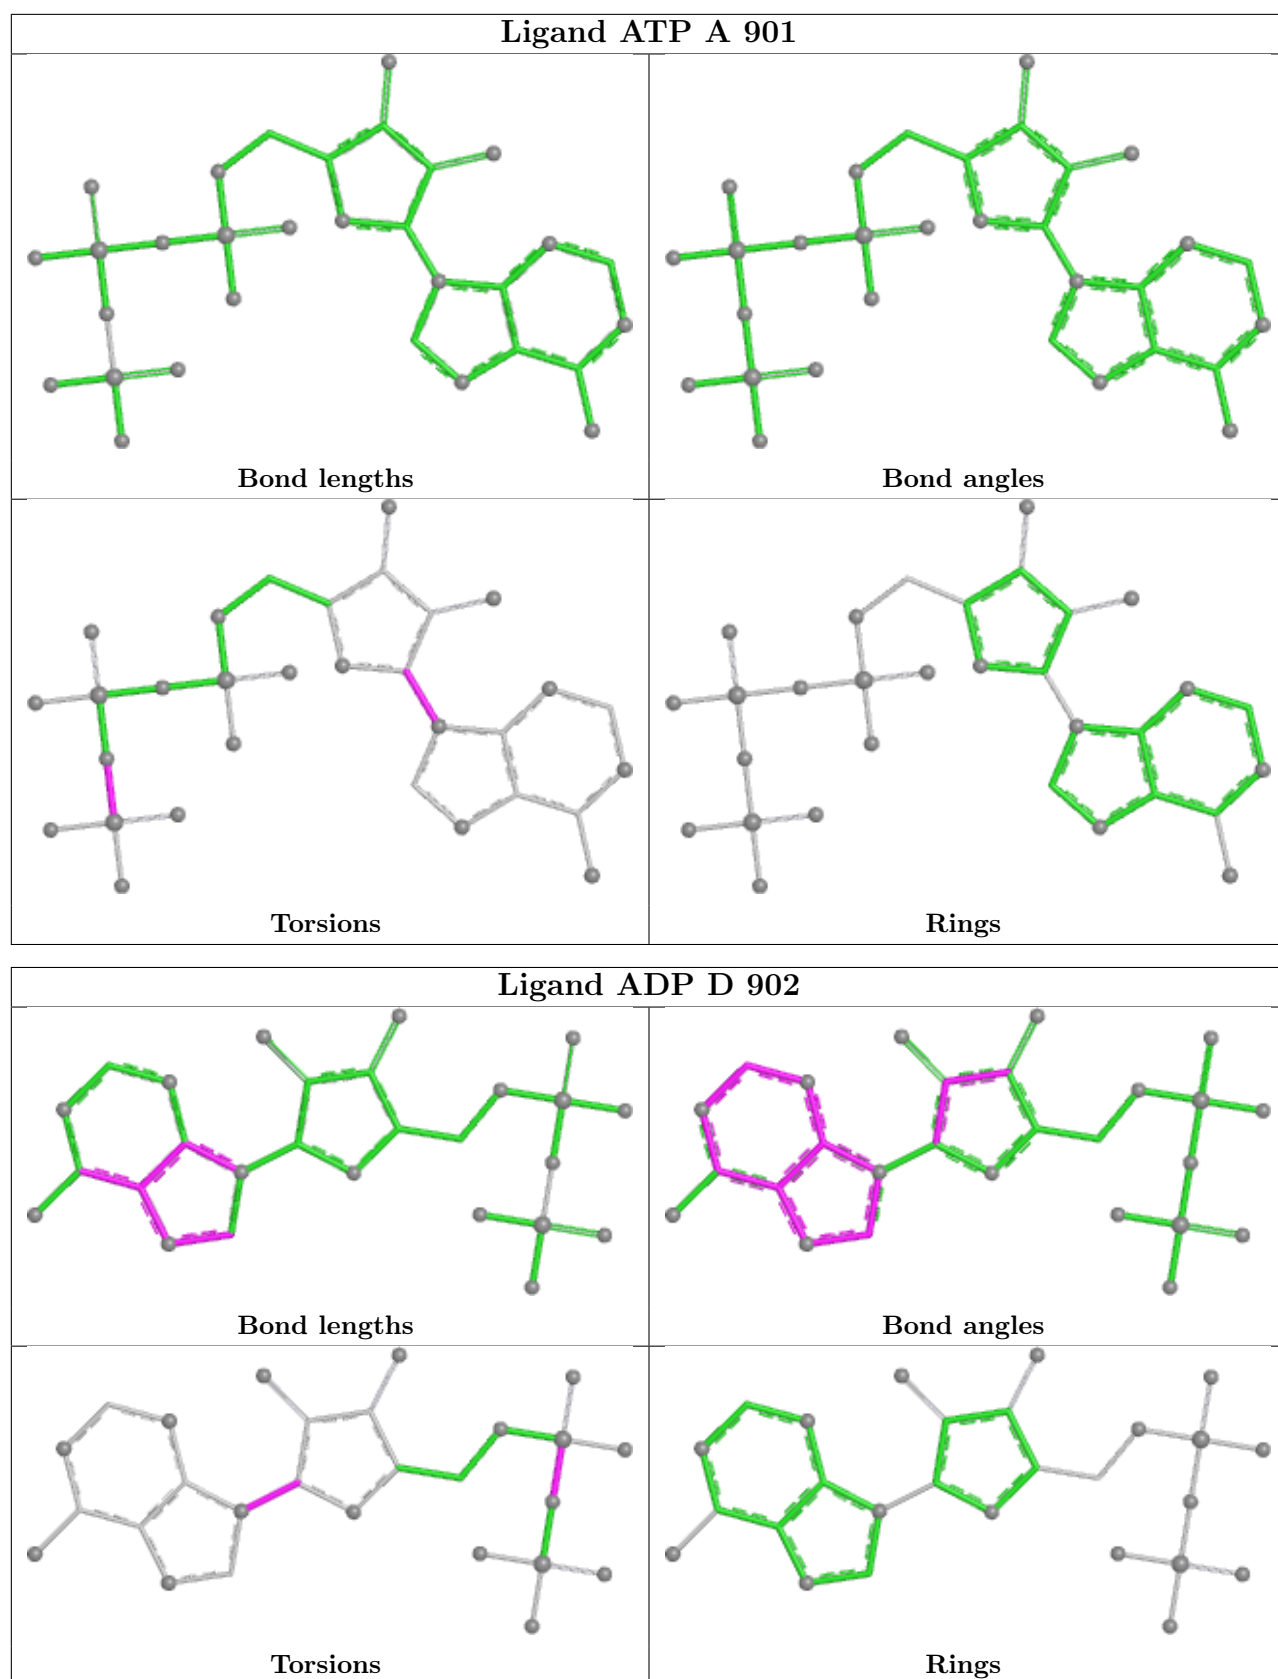 Ligand ATP A 901
Bond lengths
Bond angles
Torsions
Rings
Ligand ADP D 902
Bond lengths
Bond angles
Torsions
Rings